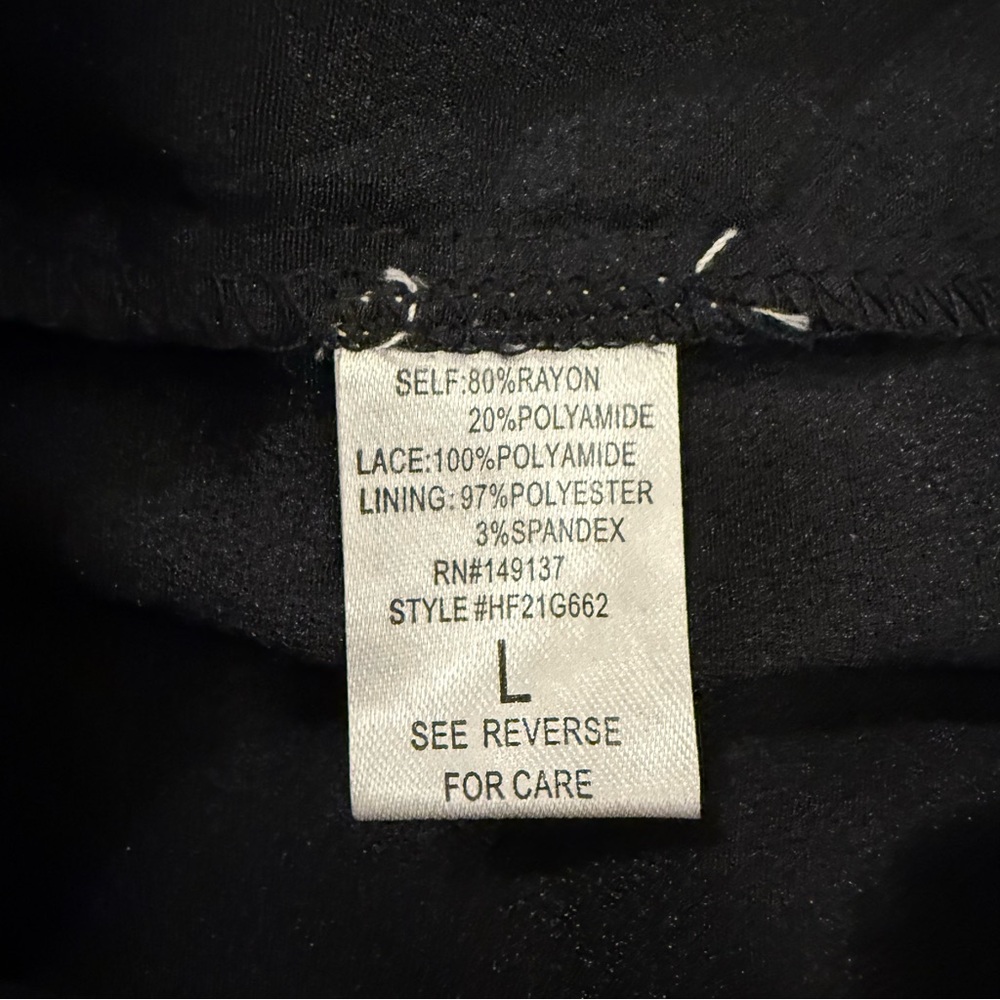 SELF:80%RAYON
20%POLYAMIDE
LACE:100%POLYAMIDE
LINING:97%POLYESTER
3%SPANDEX
RN#149137
STYLE#HF21G662
L
SEE REVERSE
FOR CARE